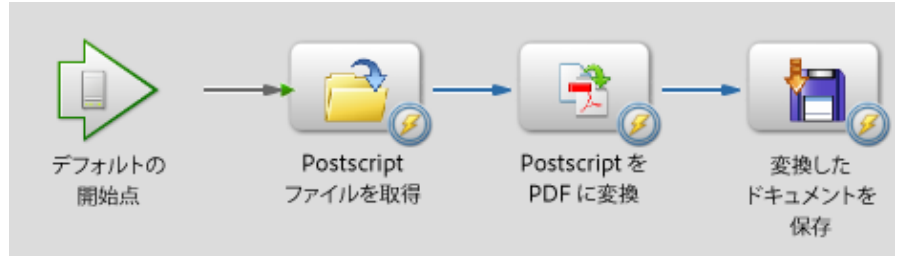 デフォルトの
開始点
Postscript
ファイルを取得
Postscript を
PDF に変換
変換した
ドキュメントを
保存